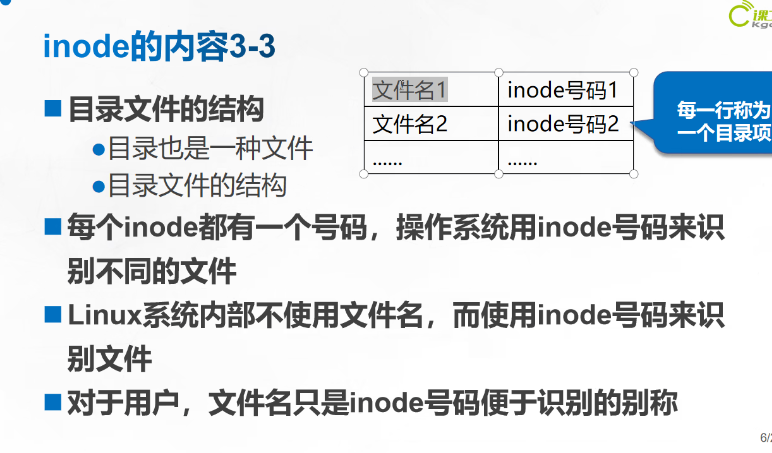 inode的内容3-3
目录文件的结构
目录也是一种文件
目录文件的结构
文件名1 inode号码1
文件名2 inode号码2
...... ......
每一行称为
一个目录项
每个inode都有一个号码，操作系统用inode号码来识
别不同的文件
Linux系统内部不使用文件名，而使用inode号码来识
别文件
对于用户，文件名只是inode号码便于识别的别称
6/2